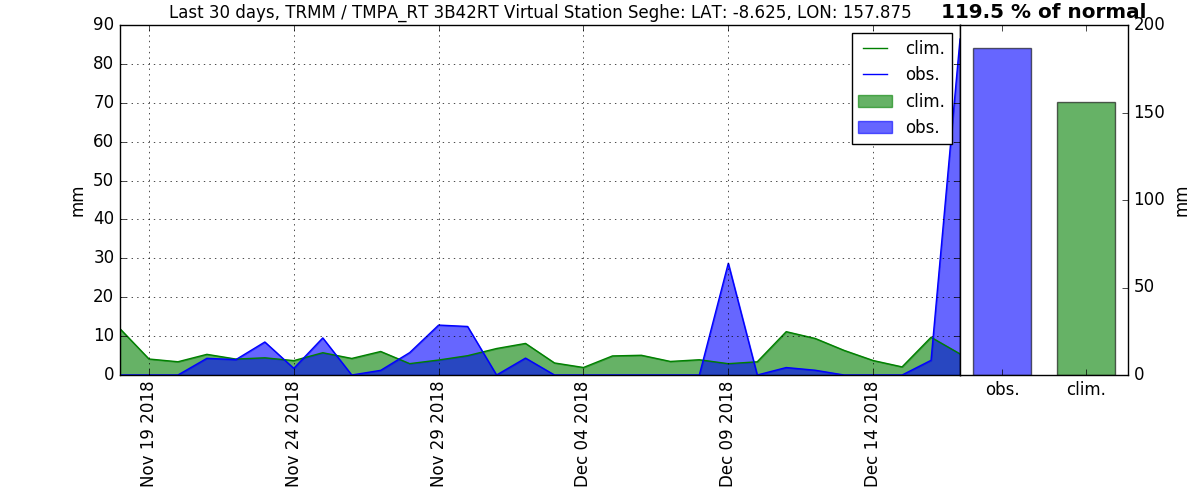 Last 30 days, TRMM / TMPA_RT 3B42RT Virtual Station Seghe: LAT: -8.625, LON: 157.875
119.5 % of normal
mm
90
80
70
60
50
40
30
20
10
0
clim.
obs.
clim.
obs.
Nov 19 2018
Nov 24 2018
Nov 29 2018
Dec 04 2018
Dec 09 2018
Dec 14 2018
200
150
100
50
0
mm
obs.
clim.